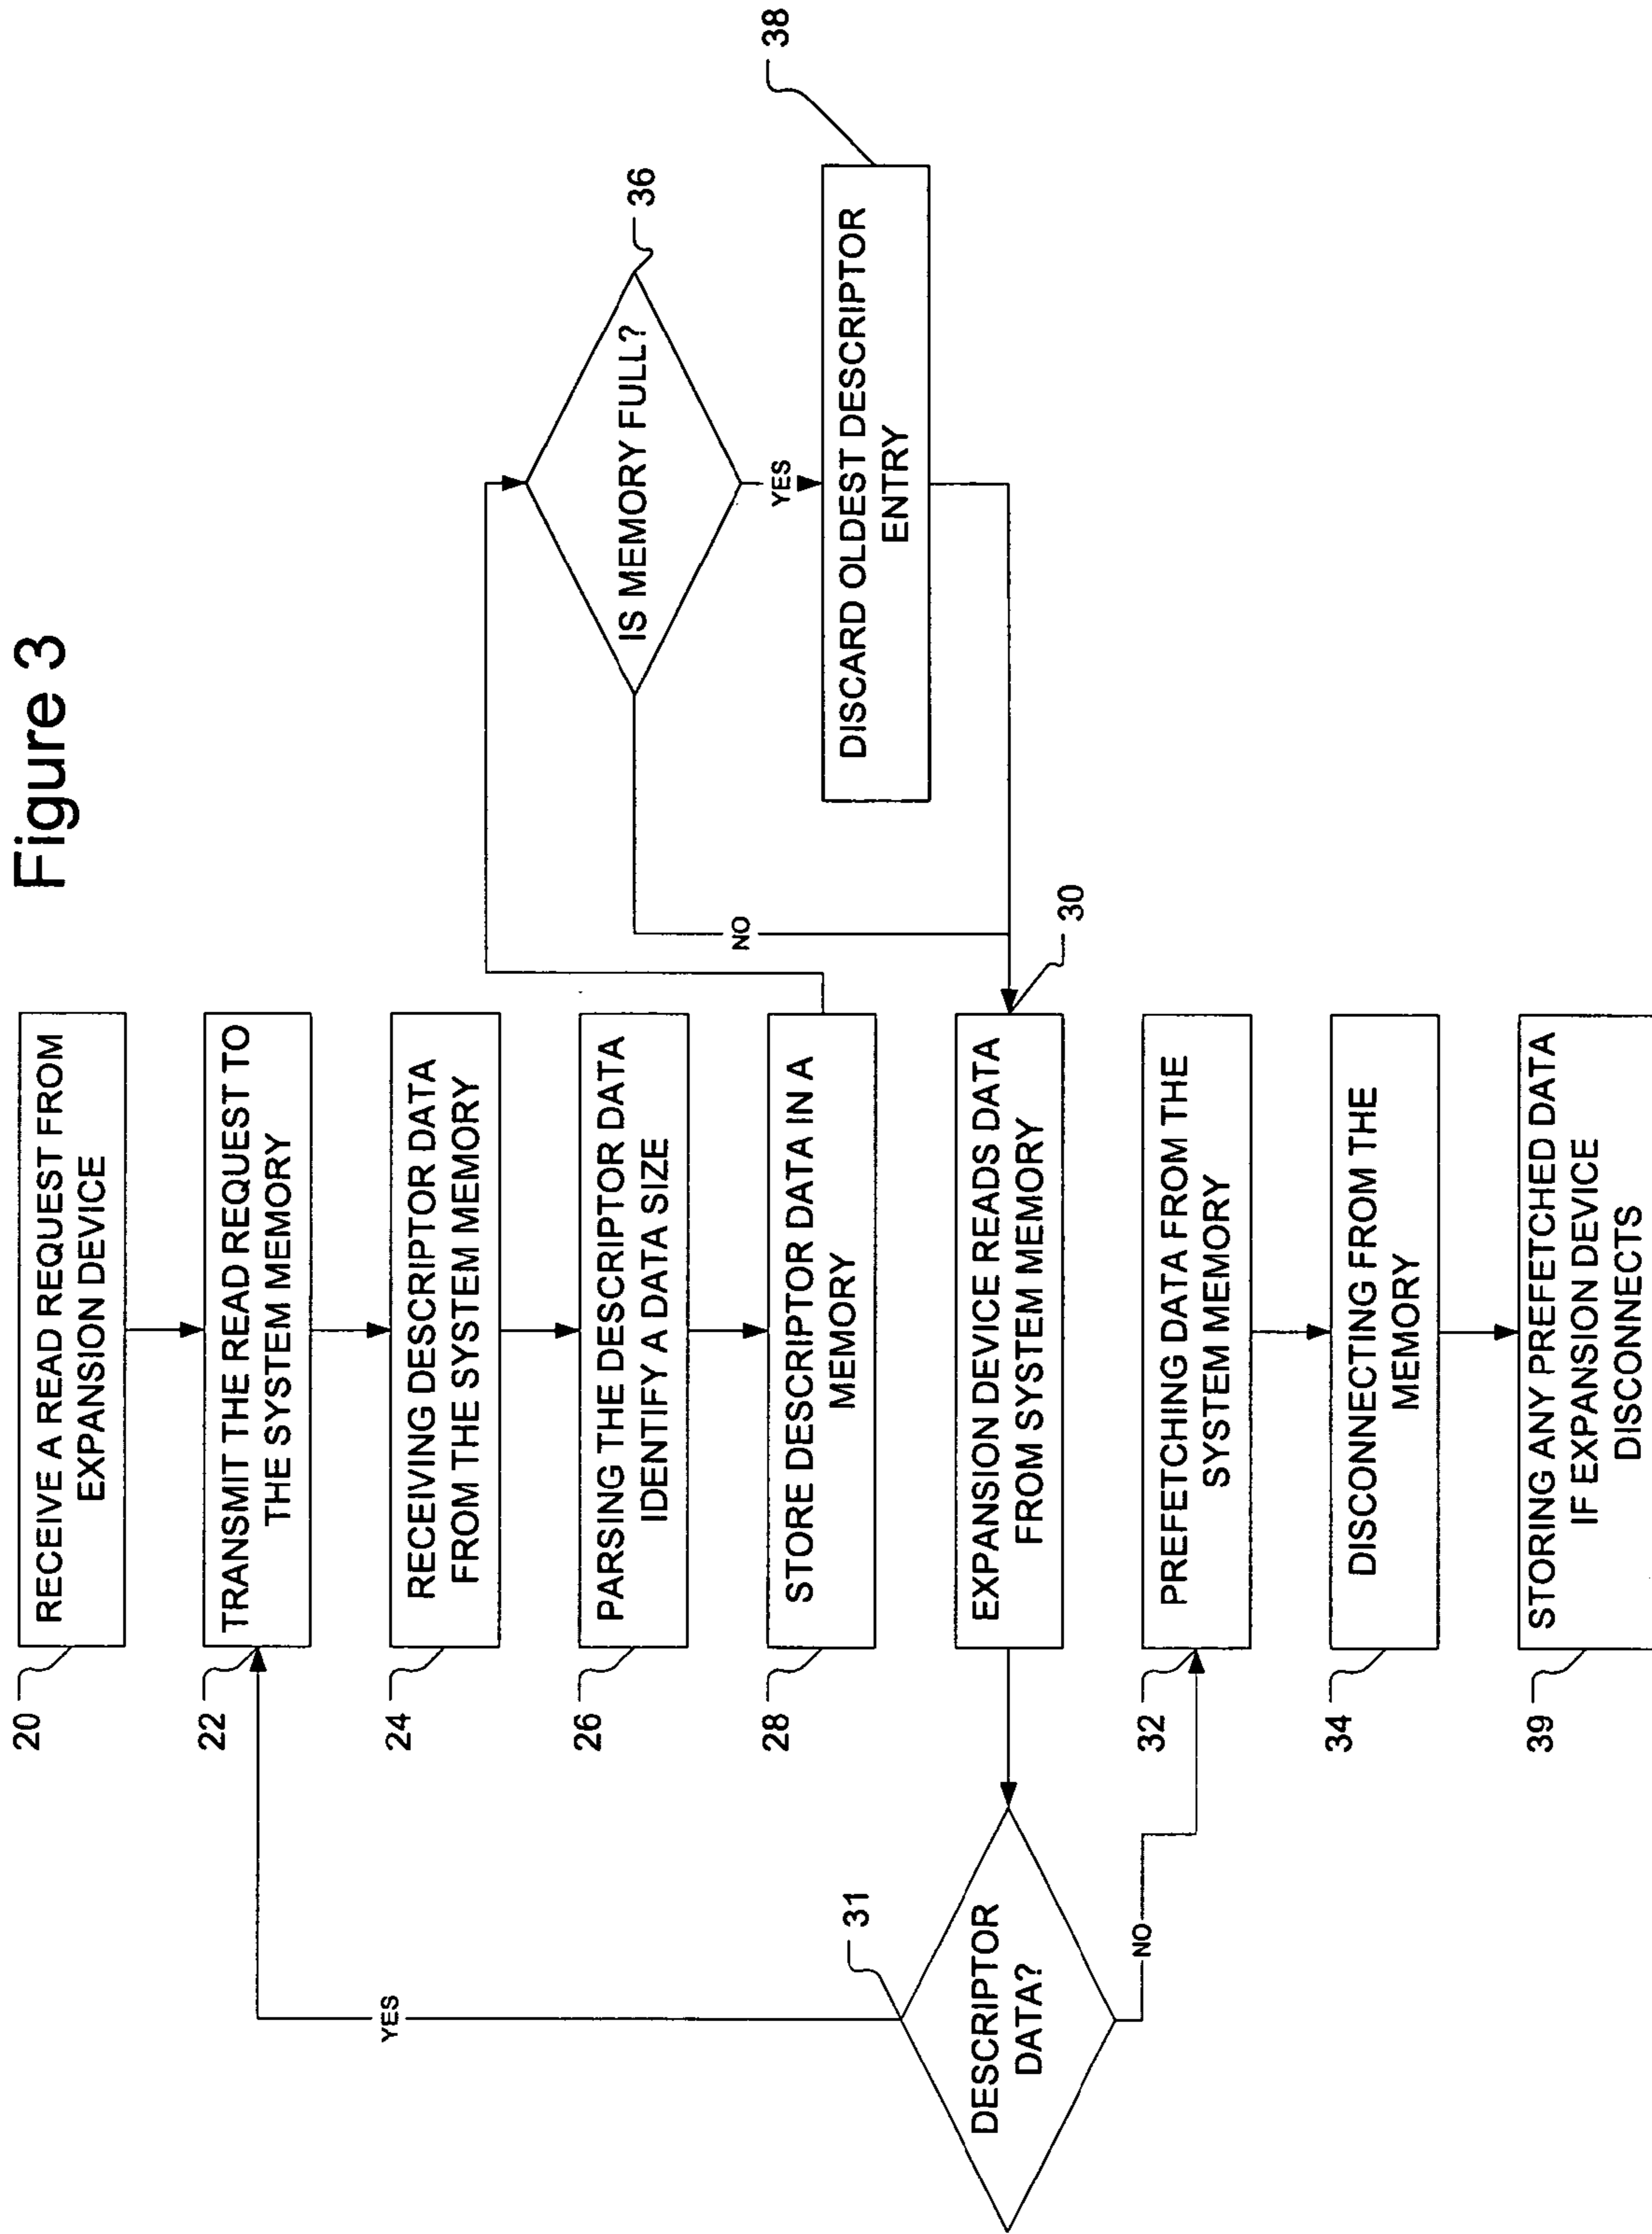 Figure 3
20
RECEIVE A READ REQUEST FROM
EXPANSION DEVICE
22
TRANSMIT THE READ REQUEST TO
THE SYSTEM MEMORY
24
RECEIVING DESCRIPTOR DATA
FROM THE SYSTEM MEMORY
26
PARSING THE DESCRIPTOR DATA
IDENTIFY A DATA SIZE
28
STORE DESCRIPTOR DATA IN A
MEMORY
IS MEMORY FULL?
36
YES
NO
DISCARD OLDEST DESCRIPTOR
ENTRY
38
30
EXPANSION DEVICE READS DATA
FROM SYSTEM MEMORY
31
DESCRIPTOR
DATA?
YES
NO
32
PREFETCHING DATA FROM THE
SYSTEM MEMORY
34
DISCONNECTING FROM THE
MEMORY
39
STORING ANY PREFETCHED DATA
IF EXPANSION DEVICE
DISCONNECTS